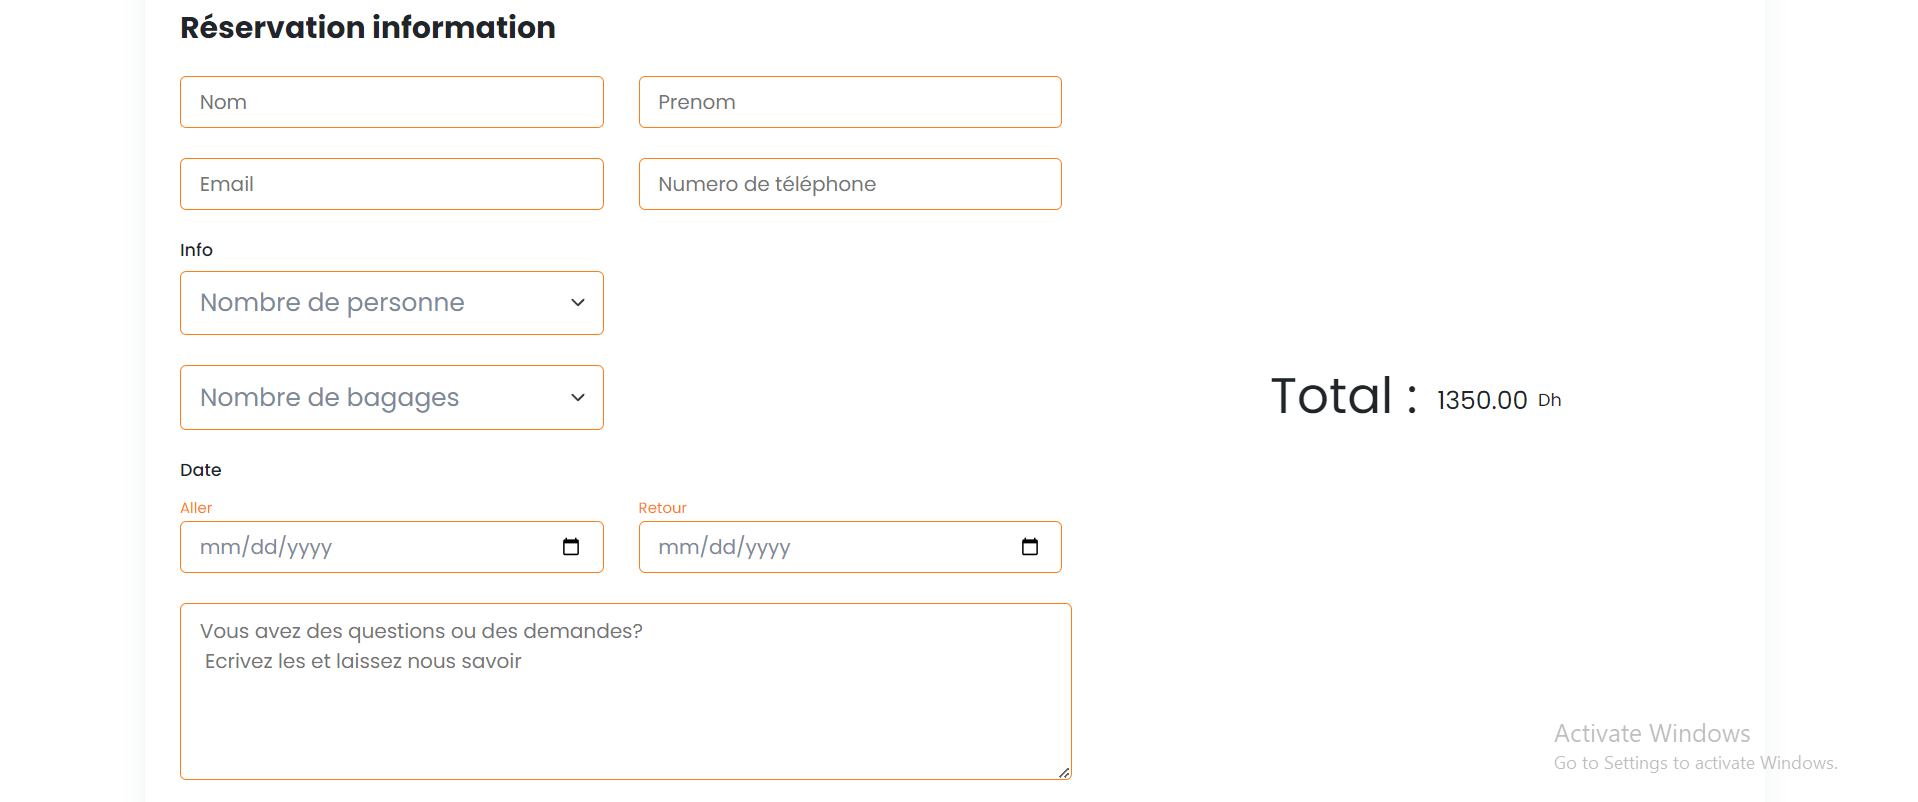 Réservation information
Nom
Prenom
Email
Numero de téléphone
Info
Nombre de personne
Nombre de bagages
Total : 1350.00 Dh
Date
Aller
Retour
mm/dd/yyyy
mm/dd/yyyy
Vous avez des questions ou des demandes?
Ecrivez les et laissez nous savoir
Activate Windows
Go to Settings to activate Windows.